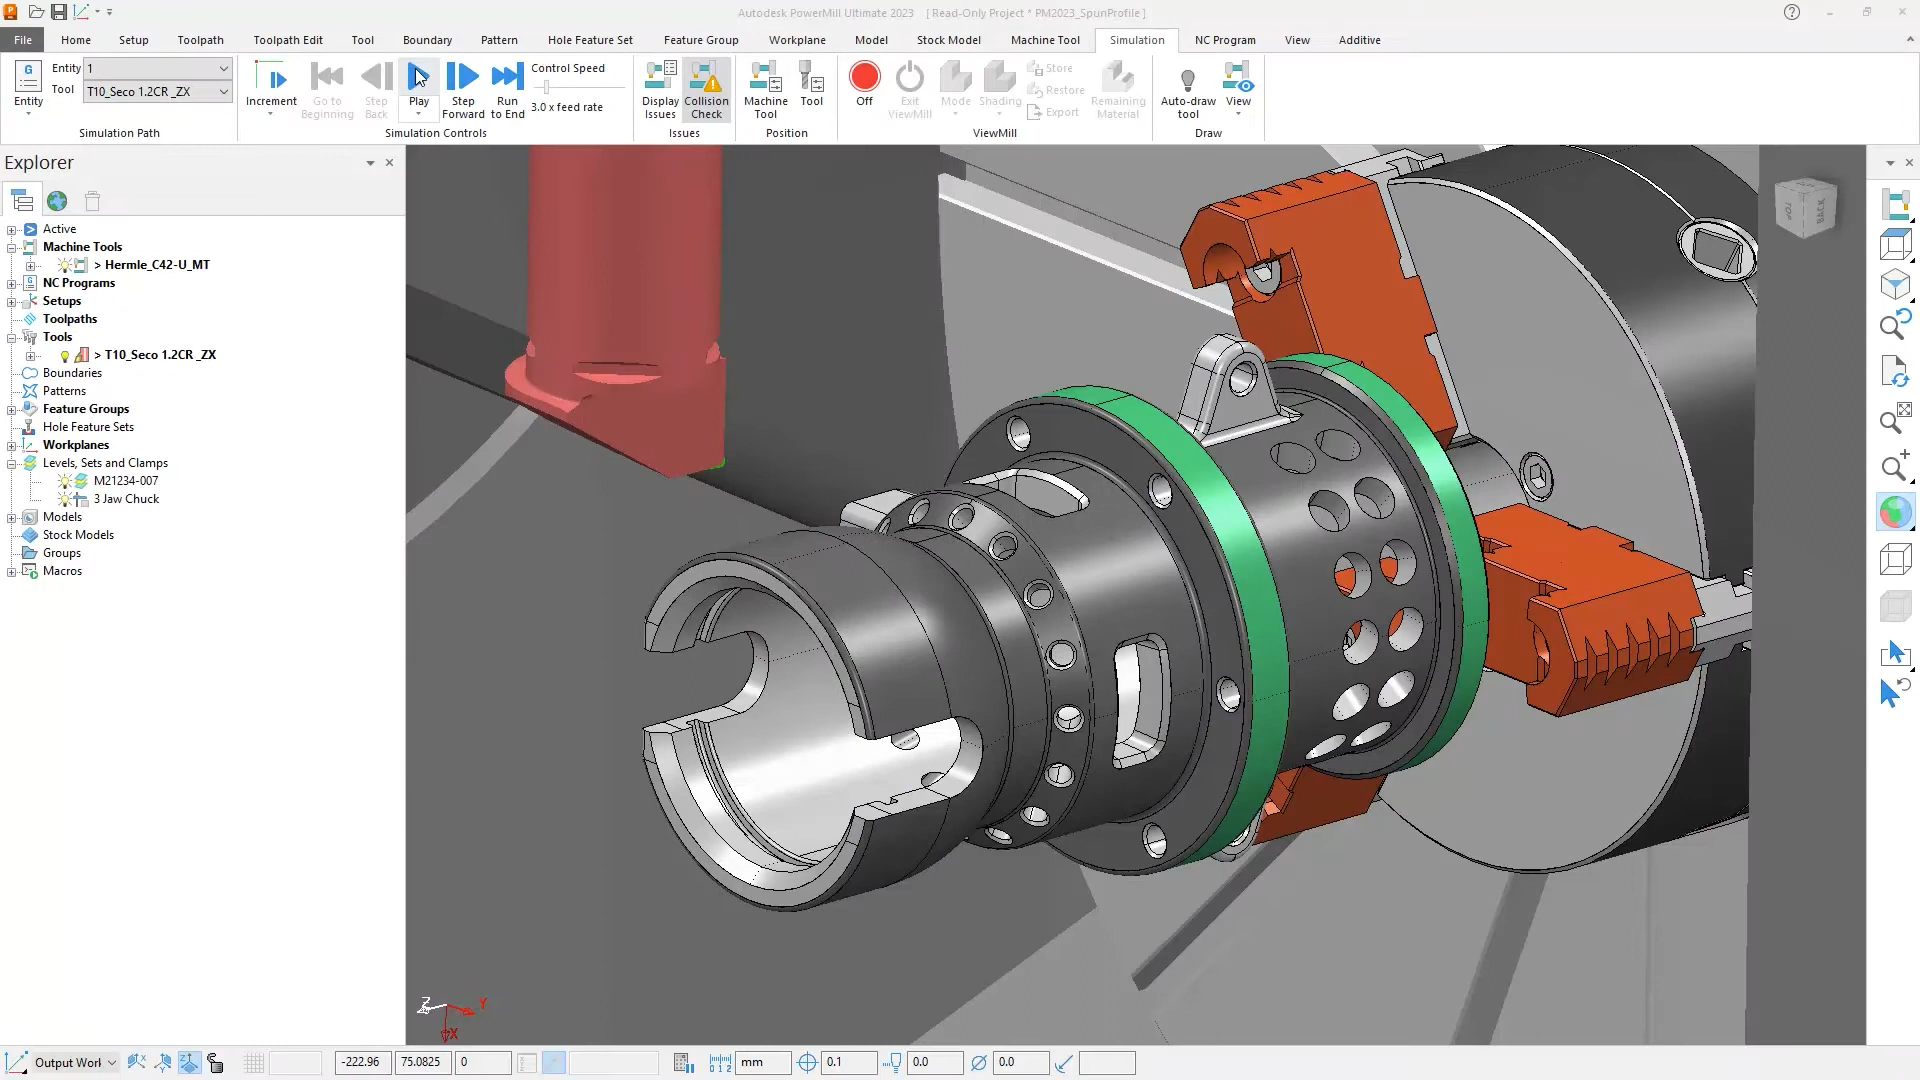 Autodesk PowerMill Ultimate 2023 [ Read-Only Project * PM2023_SpunProfile ]
File Home Setup Toolpath Toolpath Edit Tool Boundary Pattern Hole Feature Set Feature Group Workplane Model Stock Model Machine Tool Simulation NC Program View Additive
G Entity Entity 1
Tool T10_Seco 1.2CR _ZX
Simulation Path
Increment
Go to Beginning
Step Back
Play
Step Forward
Run to End
Control Speed
3.0 x feed rate
Simulation Controls
Display Issues
Collision Check
Issues
Machine Tool
Tool
Position
Off
Exit ViewMill
Mode
Shading
Store
Restore
Export
Remaining Material
ViewMill
Auto-draw tool
View
Draw
Explorer
Active
Machine Tools
> Hermle_C42-U_MT
NC Programs
Setups
Toolpaths
Tools
> T10_Seco 1.2CR _ZX
Boundaries
Patterns
Feature Groups
Hole Feature Sets
Workplanes
Levels, Sets and Clamps
M21234-007
3 Jaw Chuck
Models
Stock Models
Groups
Macros
TOP BACK
Z Y
X
Output Work -222.96 75.0825 0 mm 0.1 0.0 0.0